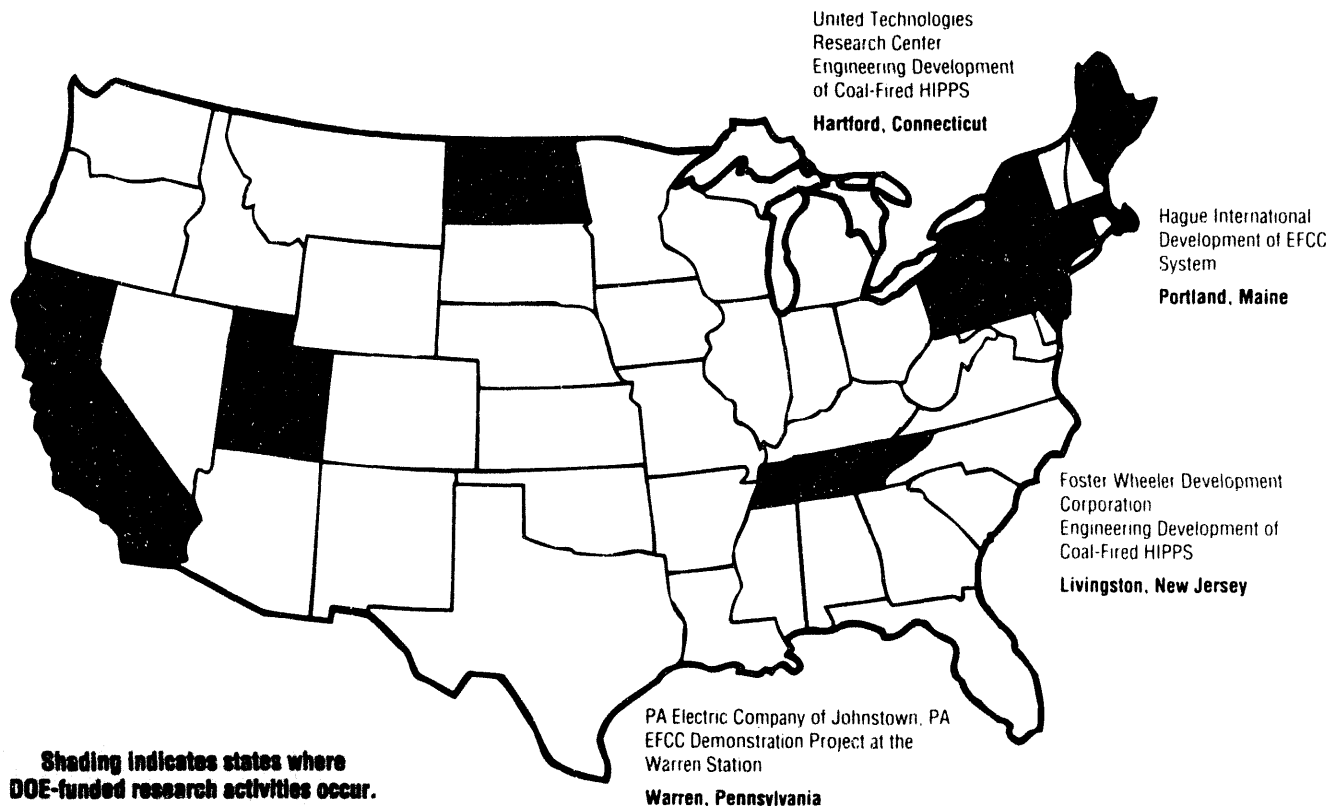 United Technologies
Research Center
Engineering Development
of Coal-Fired HIPPS
Hartford, Connecticut
Hague International
Development of EFCC
System
Portland, Maine
Foster Wheeler Development
Corporation
Engineering Development of
Coal-Fired HIPPS
Livingston, New Jersey
PA Electric Company of Johnstown, PA
EFCC Demonstration Project at the
Warren Station
Warren, Pennsylvania
Shading indicates states where
DOE-funded research activities occur.